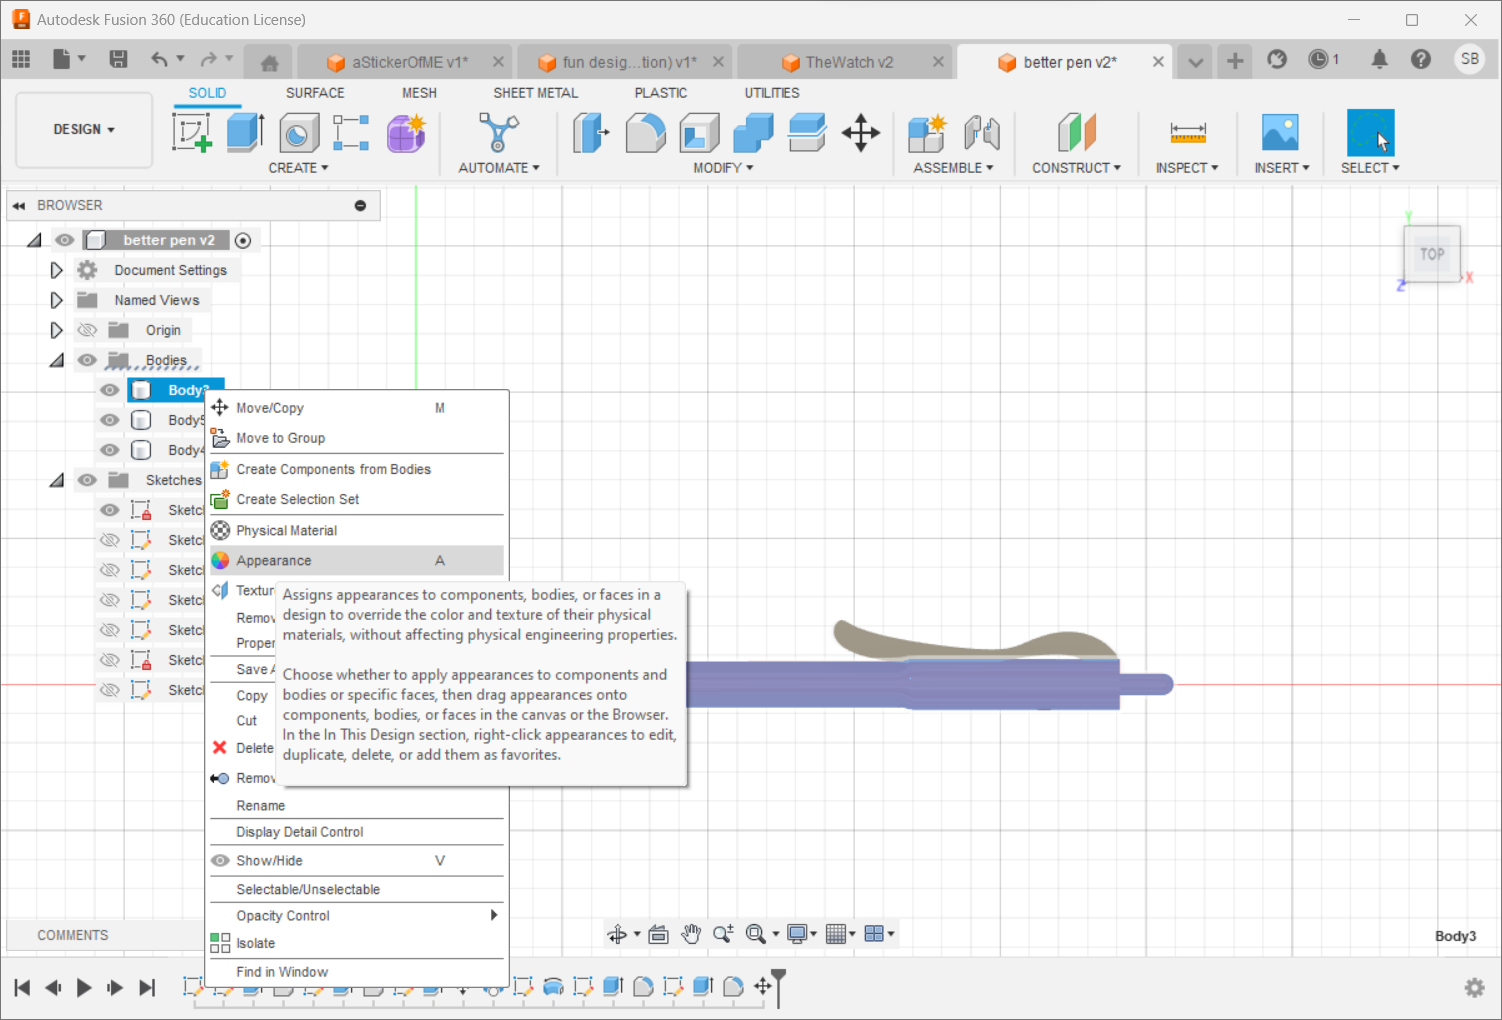 Autodesk Fusion 360 (Education License)
aStickerOfME v1*
fun desig...tion) v1*
TheWatch v2
better pen v2*
1
SB
SOLID
SURFACE
MESH
SHEET METAL
PLASTIC
UTILITIES
DESIGN
CREATE
AUTOMATE
MODIFY
ASSEMBLE
CONSTRUCT
INSPECT
INSERT
SELECT
BROWSER
better pen v2
Document Settings
Named Views
Origin
Bodies
Body3
Body5
Body4
Sketches
Sketc
Sketc
Sketc
Sketc
Sketc
Sketc
Sketc
Move/Copy M
Move to Group
Create Components from Bodies
Create Selection Set
Physical Material
Appearance A
Textur
Remov
Proper
Save A
Copy
Cut
Delete
Remov
Rename
Display Detail Control
Show/Hide V
Selectable/Unselectable
Opacity Control
Isolate
Find in Window
Assigns appearances to components, bodies, or faces in a
design to override the color and texture of their physical
materials, without affecting physical engineering properties.
Choose whether to apply appearances to components and
bodies or specific faces, then drag appearances onto
components, bodies, or faces in the canvas or the Browser.
In the In This Design section, right-click appearances to edit,
duplicate, delete, or add them as favorites.
Y
TOP
X
Z
COMMENTS
Body3